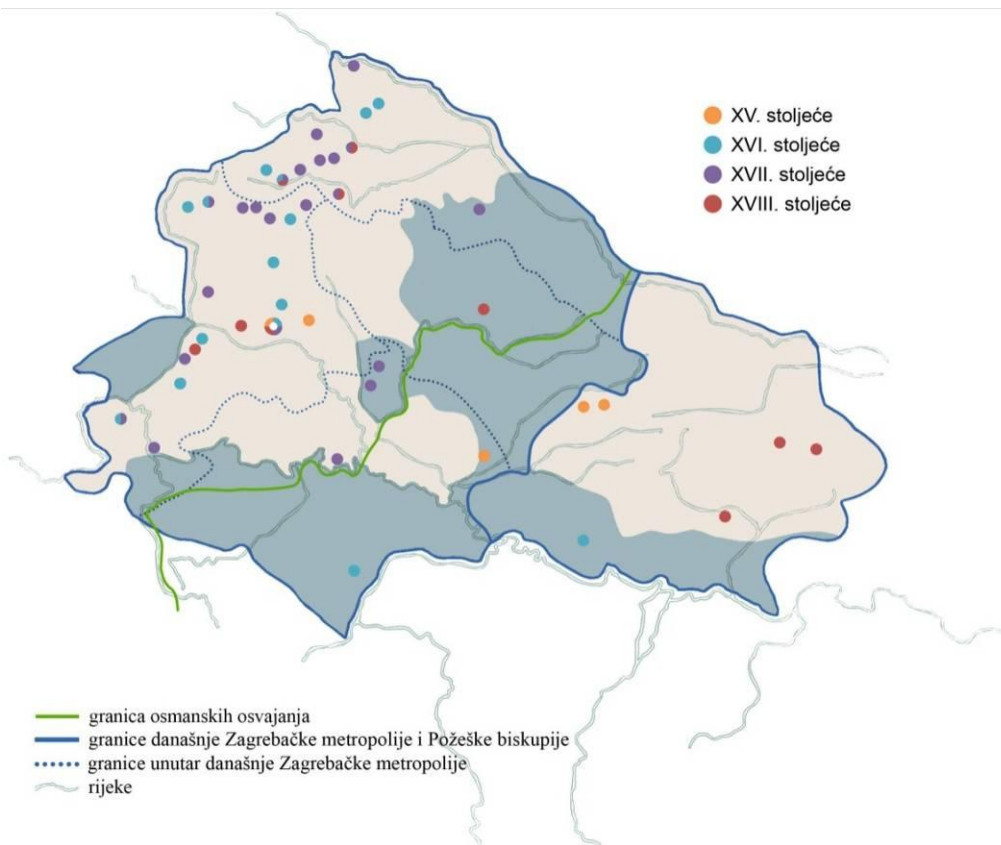 XV. stoljeće
XVI. stoljeće
XVII. stoljeće
XVIII. stoljeće
granica osmanskih osvajanja
granice današnje Zagrebačke metropolije i Požeške biskupije
granice unutar današnje Zagrebačke metropolije
rijeke